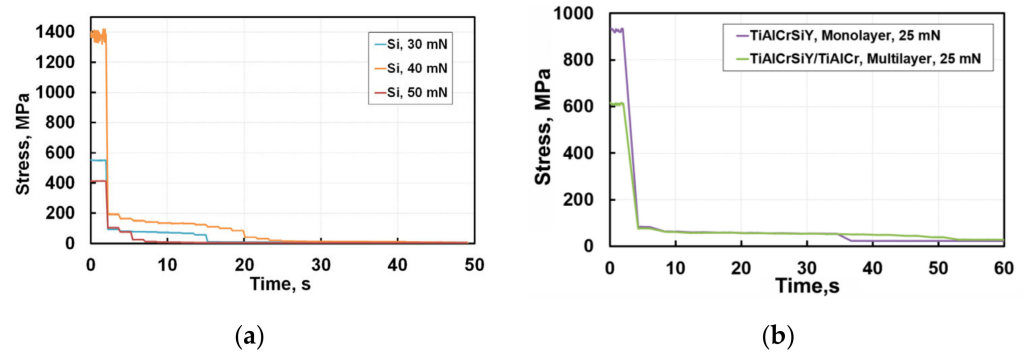 1400
1200
1000
800
600
400
200
0
Stress, MPa
0 10 20 30 40 50
Time, s
Si, 30 mN
Si, 40 mN
Si, 50 mN
(a)
1000
800
600
400
200
0
Stress, MPa
0 10 20 30 40 50 60
Time,s
TiAlCrSiY, Monolayer, 25 mN
TiAlCrSiY/TiAlCr, Multilayer, 25 mN
(b)